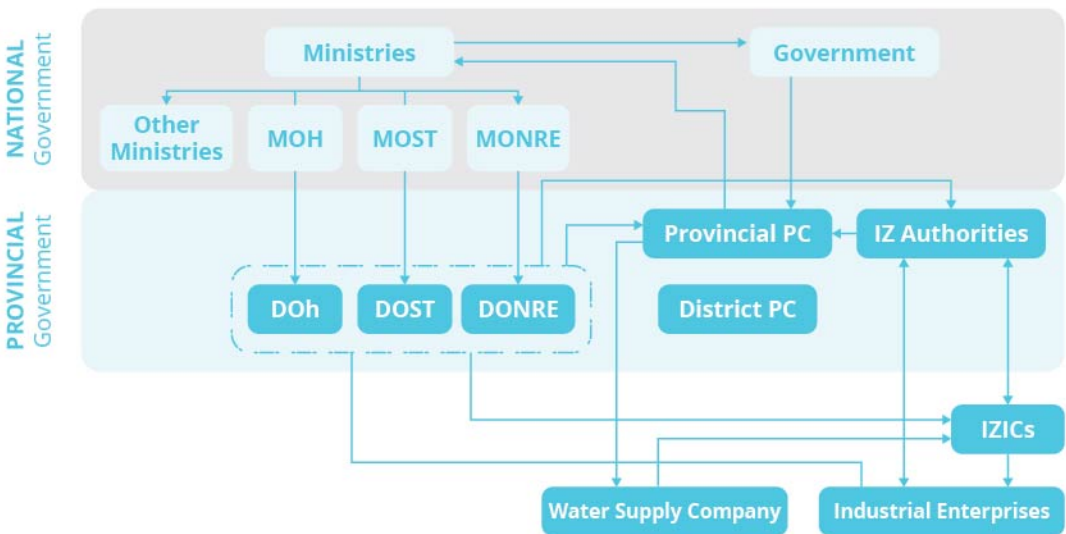 NATIONAL
Government
Ministries
Government
Other
Ministries
MOH
MOST
MONRE
PROVINCIAL
Government
Provincial PC
IZ Authorities
DOh
DOST
DONRE
District PC
IZICs
Water Supply Company
Industrial Enterprises